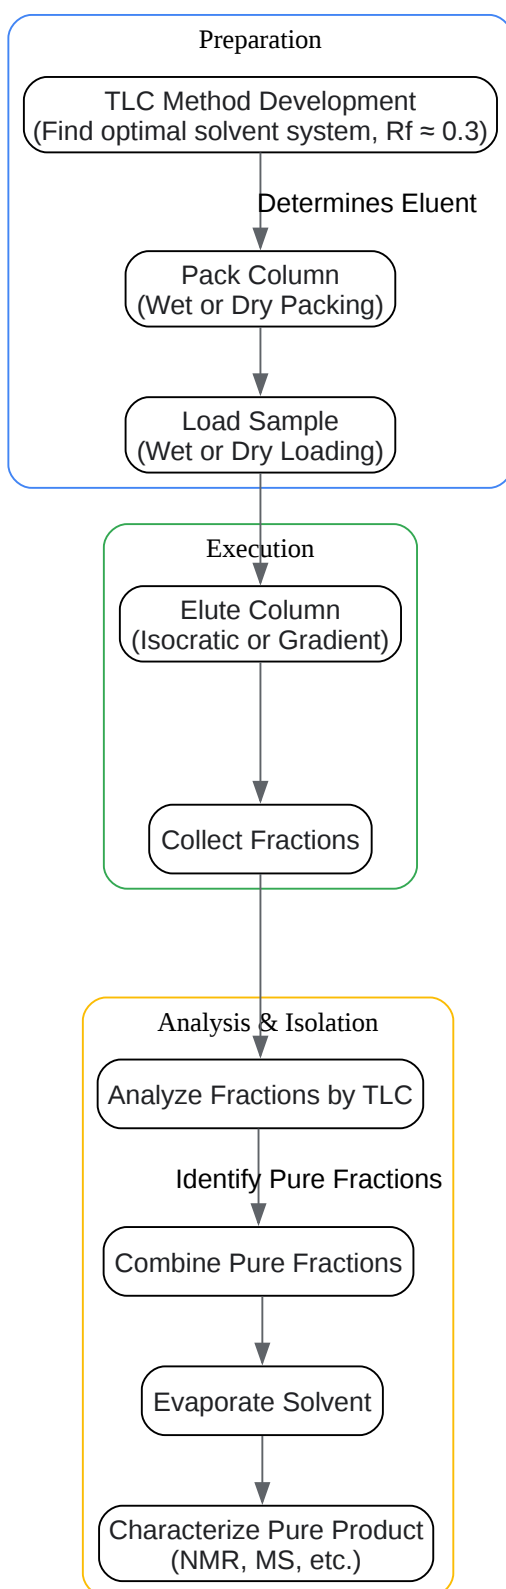 Preparation
TLC Method Development
(Find optimal solvent system, Rf ≈ 0.3)
Determines Eluent
Pack Column
(Wet or Dry Packing)
Load Sample
(Wet or Dry Loading)
Execution
Elute Column
(Isocratic or Gradient)
Collect Fractions
Analysis & Isolation
Analyze Fractions by TLC
Identify Pure Fractions
Combine Pure Fractions
Evaporate Solvent
Characterize Pure Product
(NMR, MS, etc.)